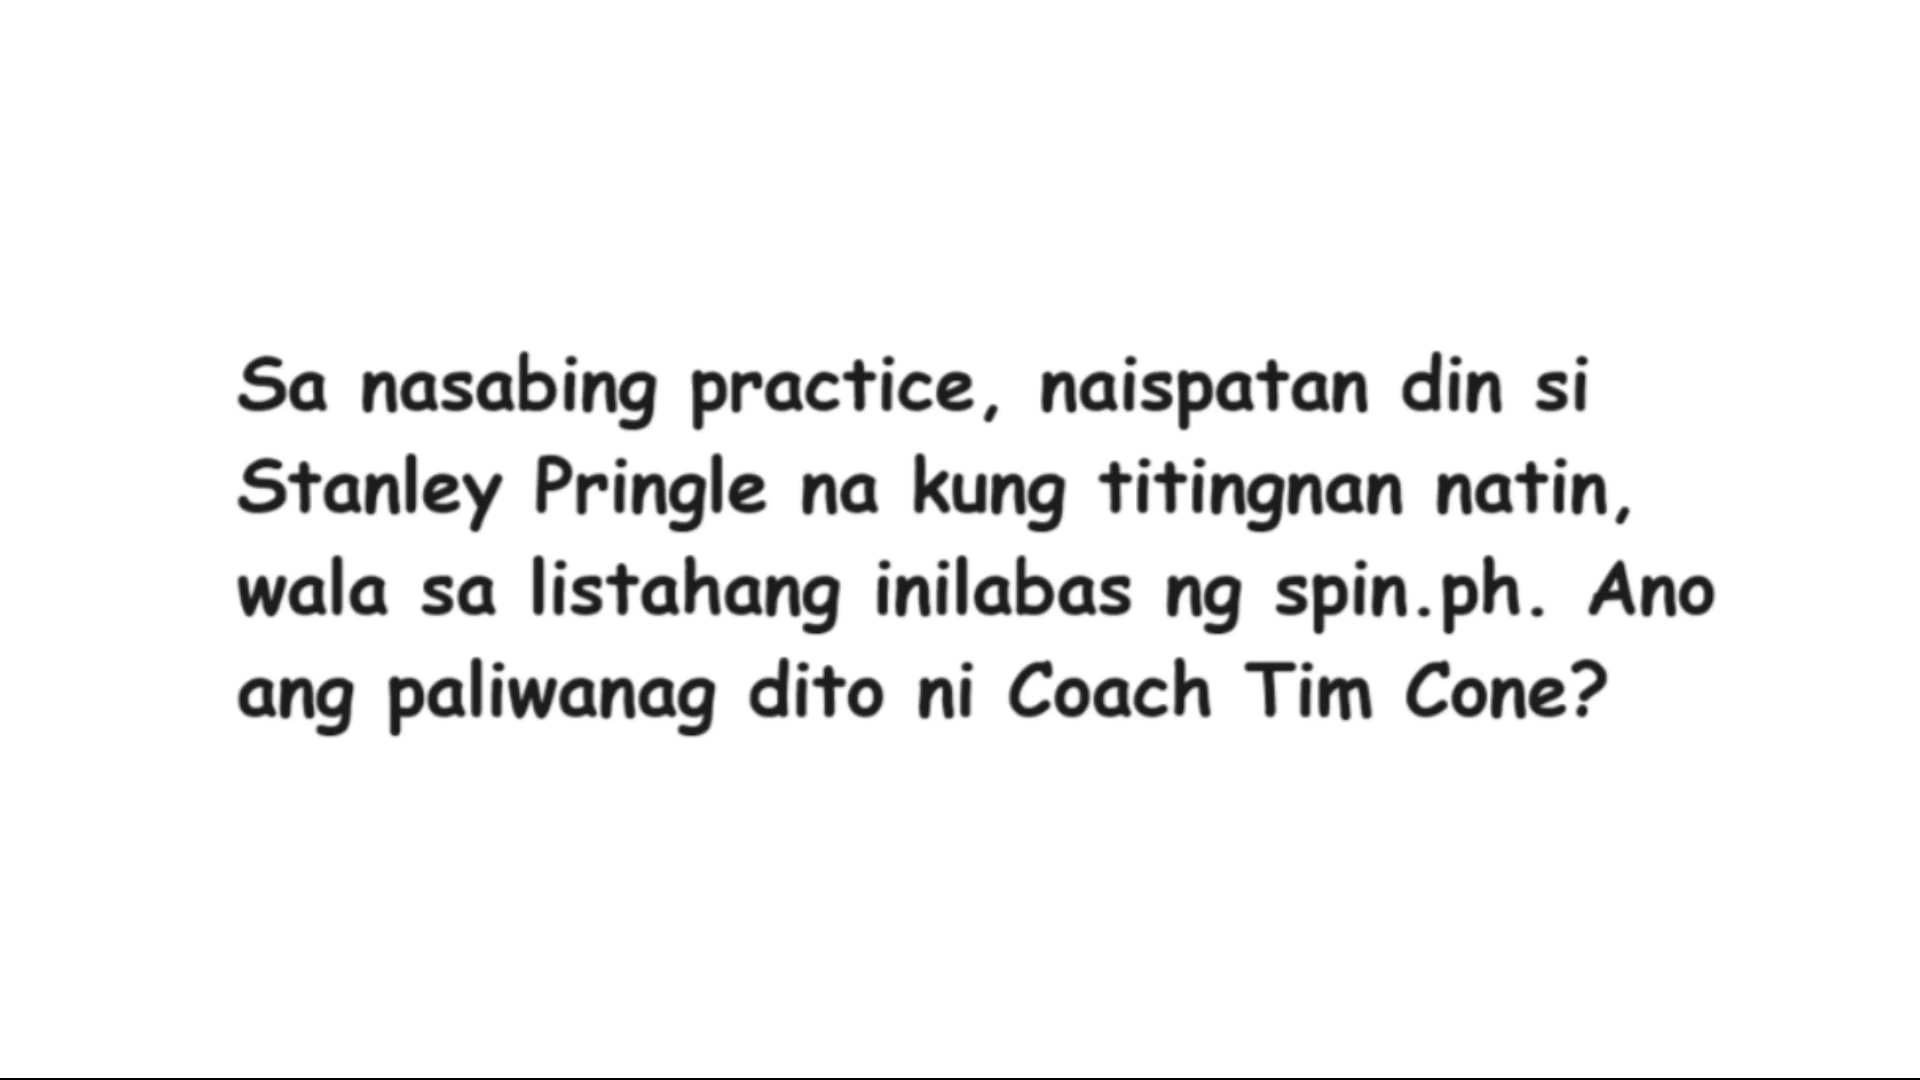 Sa nasabing practice, naispatan din si
Stanley Pringle na kung titingnan natin,
wala sa listahang inilabas ng spin.ph. Ano
ang paliwanag dito ni Coach Tim Cone?